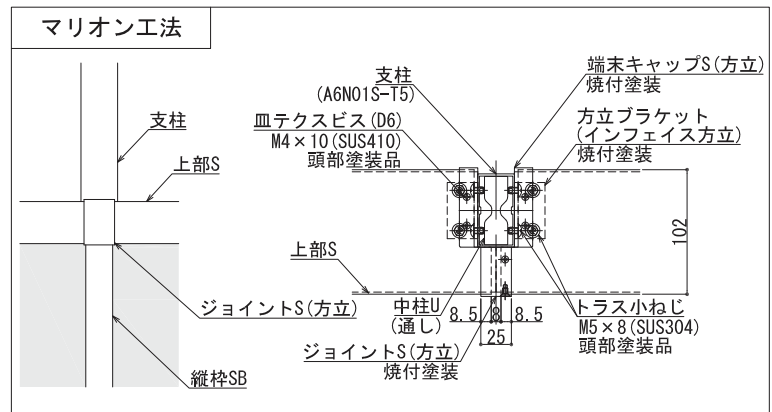 マリオン工法
支柱
上部S
ジョイントS(方立)
縦枠SB
支柱
(A6N01S-T5)
皿テクスビス(D6)
M4×10(SUS410)
頭部塗装品
端末キャップS(方立)
焼付塗装
方立ブラケット
(インフェイス方立)
焼付塗装
102
上部S
中柱U
(通し)
8.5 8 8.5
25
ジョイントS(方立)
焼付塗装
トラス小ねじ
M5×8(SUS304)
頭部塗装品